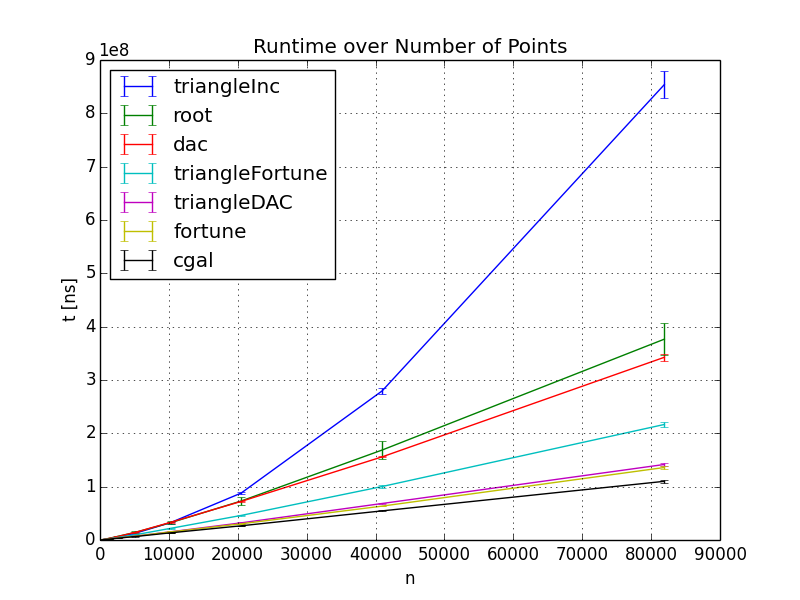 Runtime over Number of Points
1e8
9
8
7
6
5
4
3
2
1
0
t [ns]
triangleInc
root
dac
triangleFortune
triangleDAC
fortune
cgal
0 10000 20000 30000 40000 50000 60000 70000 80000 90000
n